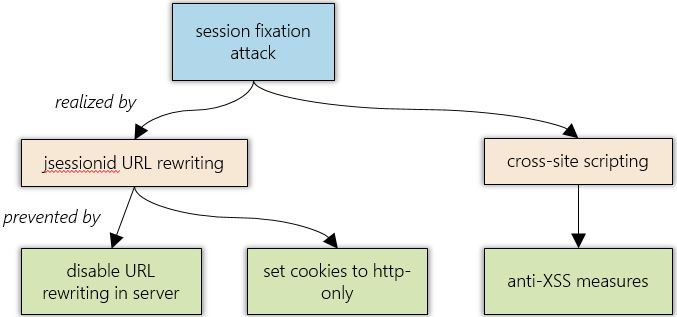 session fixation
attack
realized by
jsessionid URL rewriting
cross-site scripting
prevented by
disable URL
rewriting in server
set cookies to http-
only
anti-XSS measures